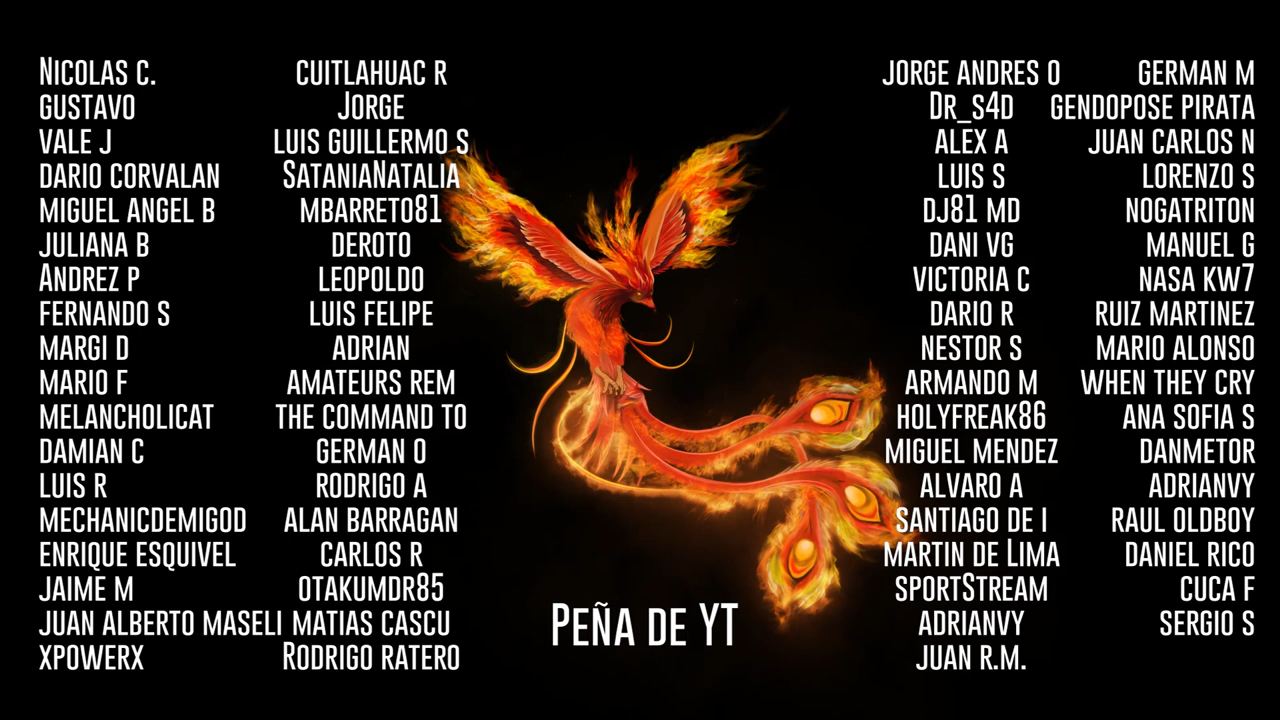 Nicolas c.
GUSTAVO
VALE J
DARIO CORVALAN
MIGUEL ANGEL B
JULIANA B
Andrez P
FERNANDO S
MARGI D
MARIO F
MELANCHOLICAT
DAMIAN C
LUIS R
MECHANICDEMIGOD
ENRIQUE ESQUIVEL
JAIME M
JUAN ALBERTO MASELI
XPOWERX
CUITLAHUAC R
Jorge
LUIS GUILLERMO S
SataniaNatalia
MBARRETO81
DEROTO
LEOPOLDO
LUIS FELIPE
ADRIAN
AMATEURS REM
THE COMMAND TO
GERMAN O
RODRIGO A
ALAN BARRAGAN
CARLOS R
OTAKUMDR85
MATIAS CASCU
Rodrigo ratero
Peña de YT
JORGE ANDRES O
Dr_s4d
ALEX A
LUIS S
DJ81 MD
DANI VG
VICTORIA C
DARIO R
NESTOR S
ARMANDO M
HOLYFREAK86
MIGUEL MENDEZ
ALVARO A
SANTIAGO DE I
MARTIN DE Lima
SPORTSTREAM
ADRIANVY
JUAN R.M.
GERMAN M
GENDOPOSE PIRATA
JUAN CARLOS N
LORENZO S
NOGATRITON
MANUEL G
NASA KW7
RUIZ MARTINEZ
MARIO ALONSO
WHEN THEY CRY
ANA SOFIA S
DANMETOR
ADRIANVY
RAUL OLDBOY
DANIEL RICO
CUCA F
SERGIO S